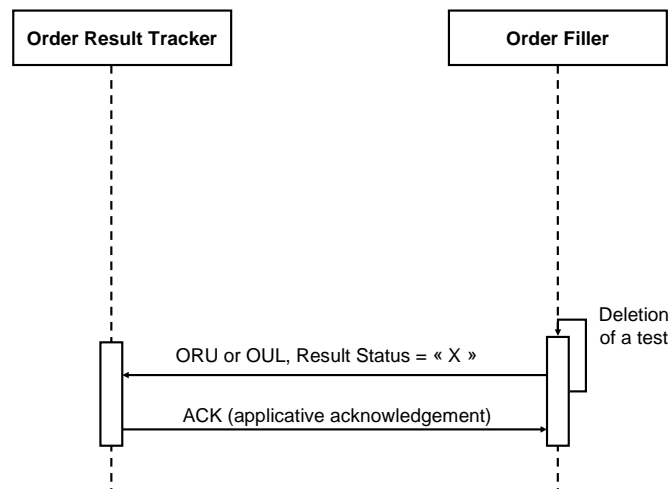 Order Result Tracker
Order Filler
Deletion
of a test
ORU or OUL, Result Status = « X »
ACK (applicative acknowledgement)